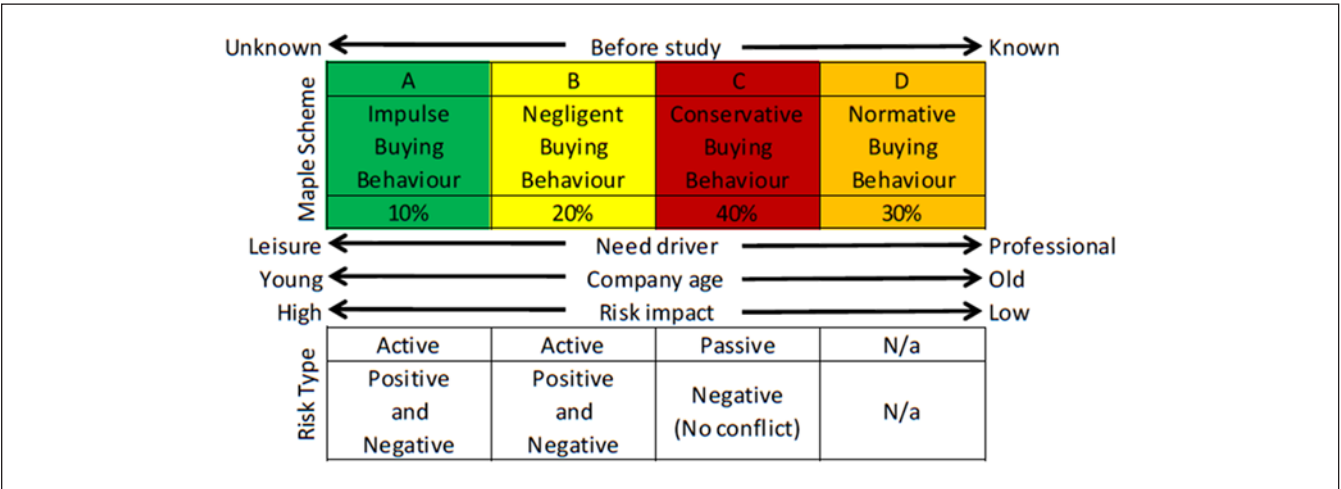 Unknown Before study Known
Maple Scheme
A B C D
Impulse Negligent Conservative Normative
Buying Buying Buying Buying
Behaviour Behaviour Behaviour Behaviour
10% 20% 40% 30%
Leisure Need driver Professional
Young Company age Old
High Risk impact Low
Risk Type
Active Active Passive N/a
Positive Positive Negative N/a
and and (No conflict)
Negative Negative